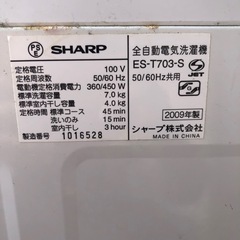 PS E
SHARP
全自動電気洗濯機
ES-T703-S
50/60Hz共用
S JET
定格電圧 100 V
定格周波数 50/60 Hz
電動機定格消費電力 360/450 W
標準洗濯容量 7.0 kg
標準室内干し容量 4.0 kg
定格時間 標準コース 45 min
洗いのみ 15 min
室内干し 3 hour
製造番号 1016528
2009年製
シャープ株式会社
MADE IN CHINA